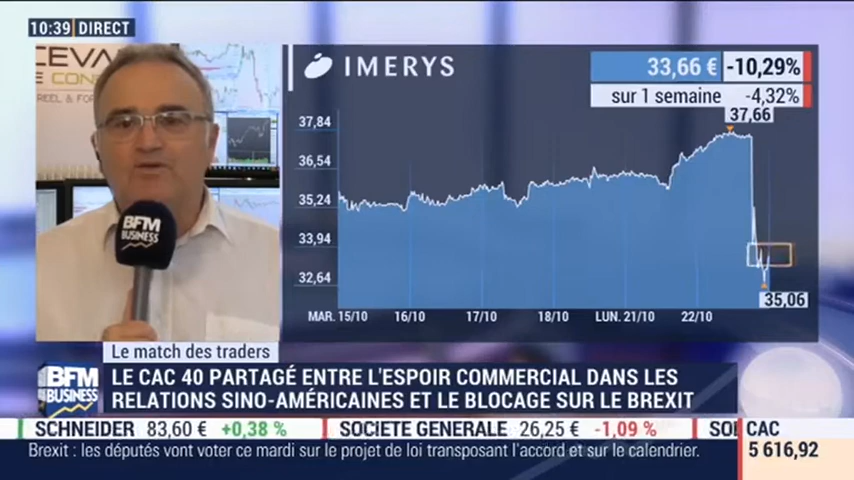 10:39 DIRECT
CEVA
E CON
REEL & FO
IMERYS
33,66 € -10,29%
sur 1 semaine -4,32%
37.66
37,84
36,54
35,24
33,94
32,64
35,06
MAR. 15/10 16/10 17/10 18/10 LUN. 21/10 22/10
BFM
BUSINESS
Le match des traders
BFM
BUSINESS
LE CAC 40 PARTAGÉ ENTRE L'ESPOIR COMMERCIAL DANS LES
RELATIONS SINO-AMÉRICAINES ET LE BLOCAGE SUR LE BREXIT
SCHNEIDER 83,60 € +0,38 % SOCIETE GENERALE 26,25 € -1,09 % SO
CAC
5 616,92
Brexit : les députés vont voter ce mardi sur le projet de loi transposant l'accord et sur le calendrier.